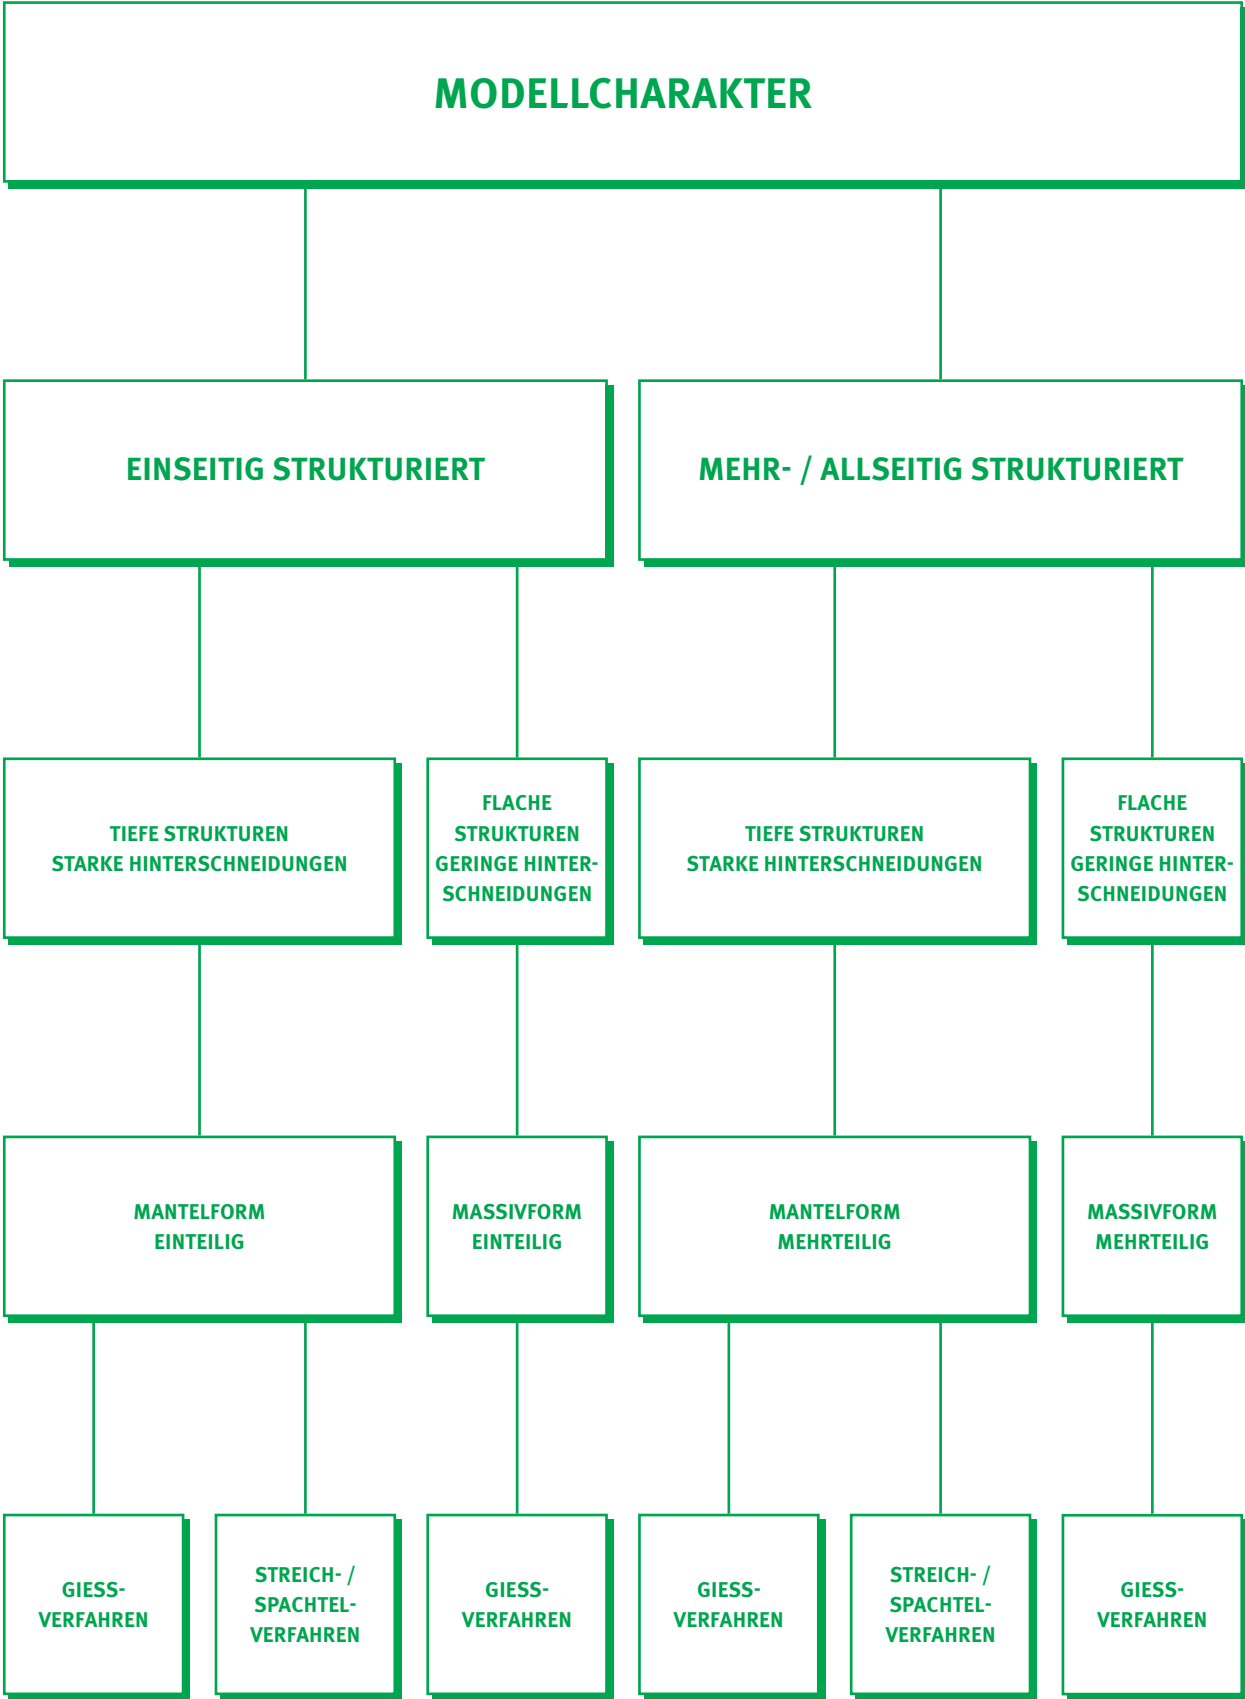 MODELLCHARAKTER
EINSEITIG STRUKTURIERT
MEHR- / ALLSEITIG STRUKTURIERT
TIEFE STRUKTUREN
STARKE HINTERSCHNEIDUNGEN
FLACHE
STRUKTUREN
GERINGE HINTER-
SCHNEIDUNGEN
TIEFE STRUKTUREN
STARKE HINTERSCHNEIDUNGEN
FLACHE
STRUKTUREN
GERINGE HINTER-
SCHNEIDUNGEN
MANTELFORM
EINTEILIG
MASSIVFORM
EINTEILIG
MANTELFORM
MEHRTEILIG
MASSIVFORM
MEHRTEILIG
GIESS-
VERFAHREN
STREICH- /
SPACHTEL-
VERFAHREN
GIESS-
VERFAHREN
GIESS-
VERFAHREN
STREICH- /
SPACHTEL-
VERFAHREN
GIESS-
VERFAHREN